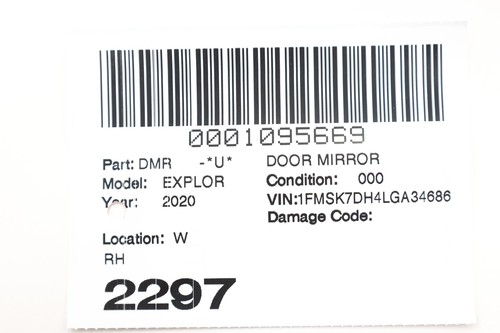 0001095669
Part: DMR -*U* DOOR MIRROR
Model: EXPLOR Condition: 000
Year: 2020 VIN:1FMSK7DH4LGA34686
Damage Code:
Location: W
RH
2297